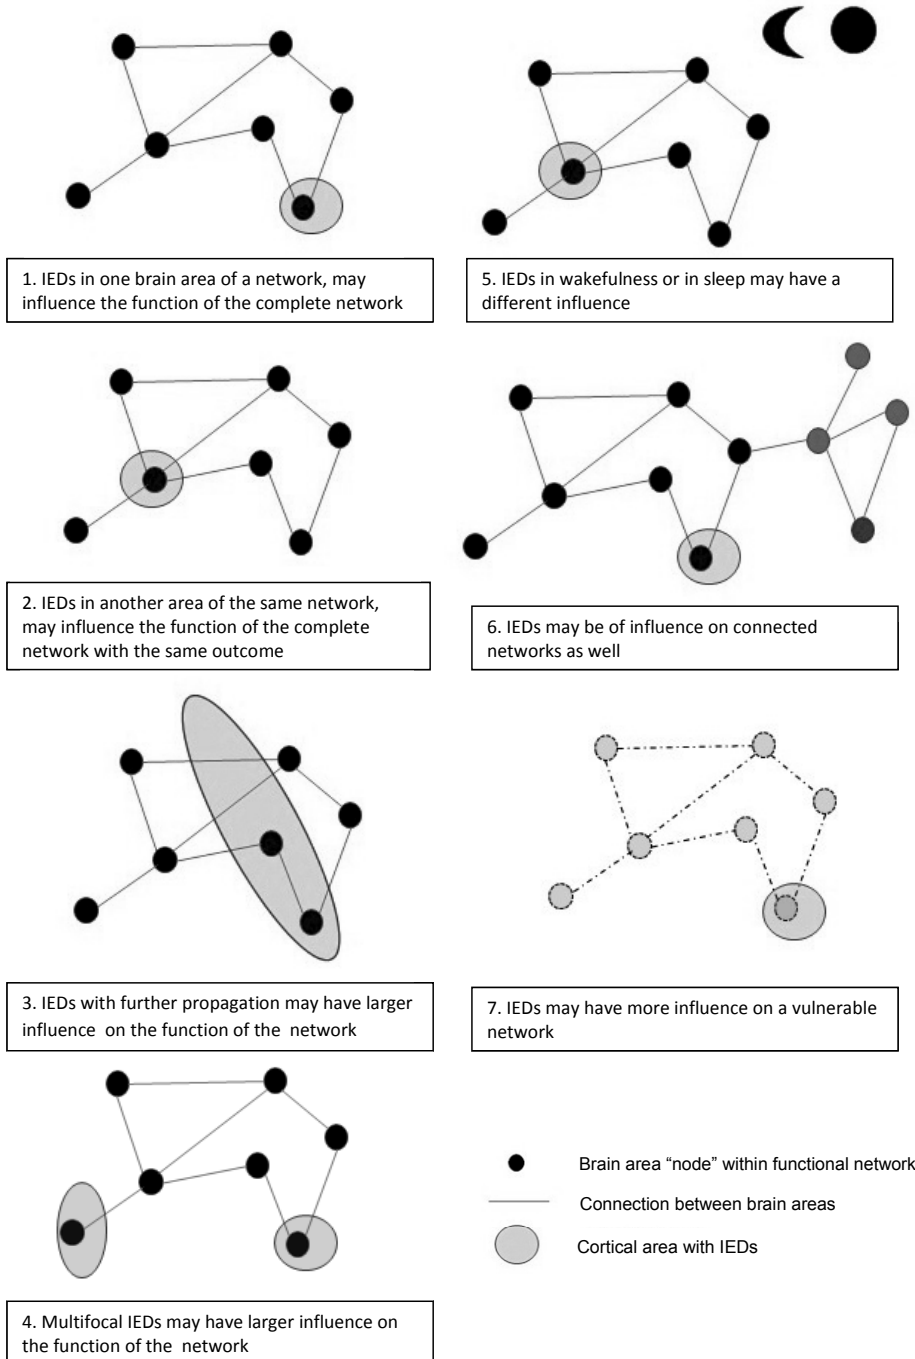 1. IEDs in one brain area of a network, may
influence the function of the complete network
2. IEDs in another area of the same network,
may influence the function of the complete
network with the same outcome
3. IEDs with further propagation may have larger
influence on the function of the network
4. Multifocal IEDs may have larger influence on
the function of the network
5. IEDs in wakefulness or in sleep may have a
different influence
6. IEDs may be of influence on connected
networks as well
7. IEDs may have more influence on a vulnerable
network
Brain area “node” within functional network
Connection between brain areas
Cortical area with IEDs